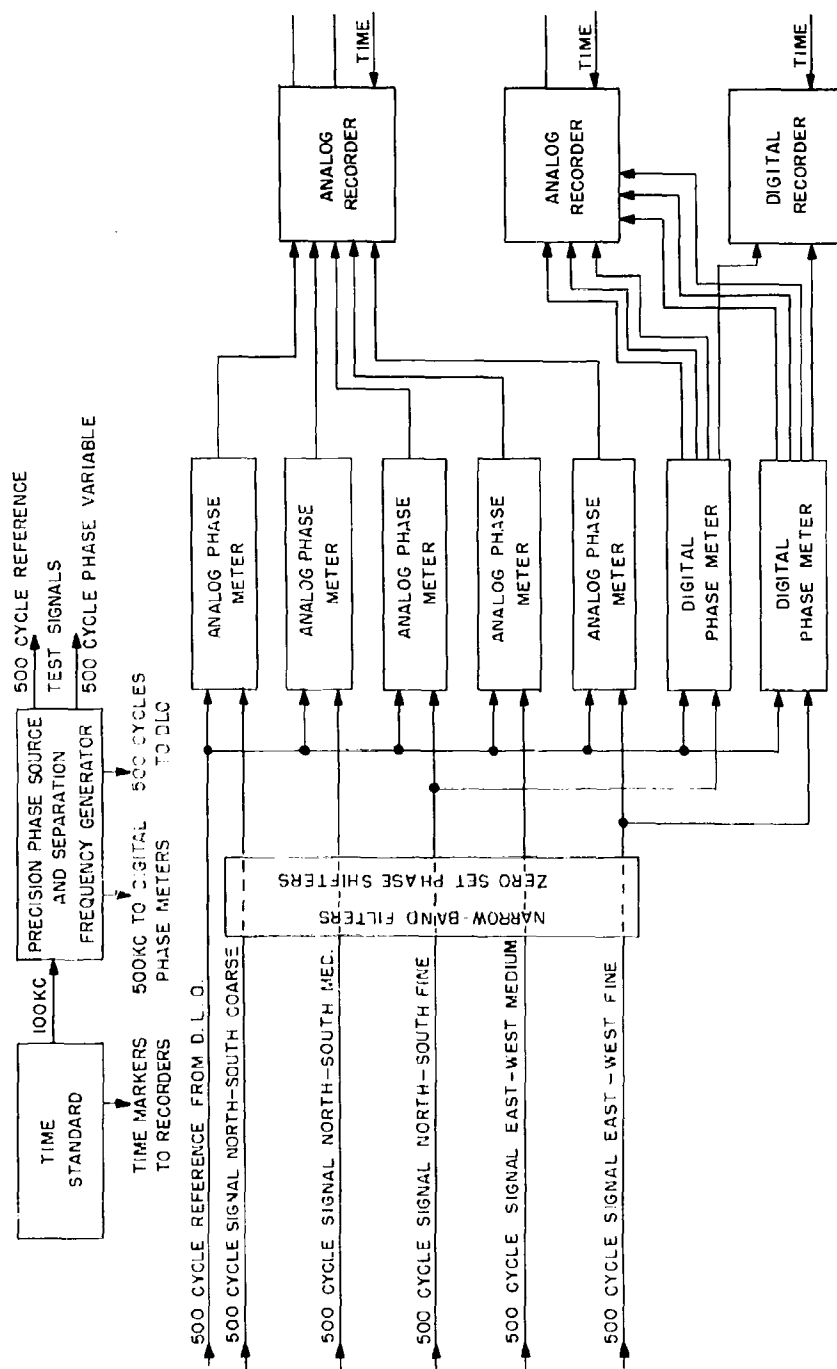 TIME
STANDARD
100KC
PRECISION PHASE SOURCE
AND SEPARATION
FREQUENCY GENERATOR
500 CYCLE REFERENCE
TEST SIGNALS
500 CYCLE PHASE VARIABLE
TIME MARKERS
TO RECORDERS
500KC TO DIGITAL
PHASE METERS
500 CYCLES
TO DLO
500 CYCLE REFERENCE FROM D.L.O.
500 CYCLE SIGNAL NORTH-SOUTH COARSE
500 CYCLE SIGNAL NORTH-SOUTH MED.
500 CYCLE SIGNAL NORTH-SOUTH FINE
500 CYCLE SIGNAL EAST-WEST MEDIUM
500 CYCLE SIGNAL EAST-WEST FINE
NARROW-BAND FILTERS
ZERO SET PHASE SHIFTERS
ANALOG PHASE
METER
ANALOG PHASE
METER
ANALOG PHASE
METER
ANALOG PHASE
METER
ANALOG PHASE
METER
DIGITAL
PHASE METER
DIGITAL
PHASE METER
ANALOG
RECORDER
TIME
ANALOG
RECORDER
TIME
DIGITAL
RECORDER
TIME